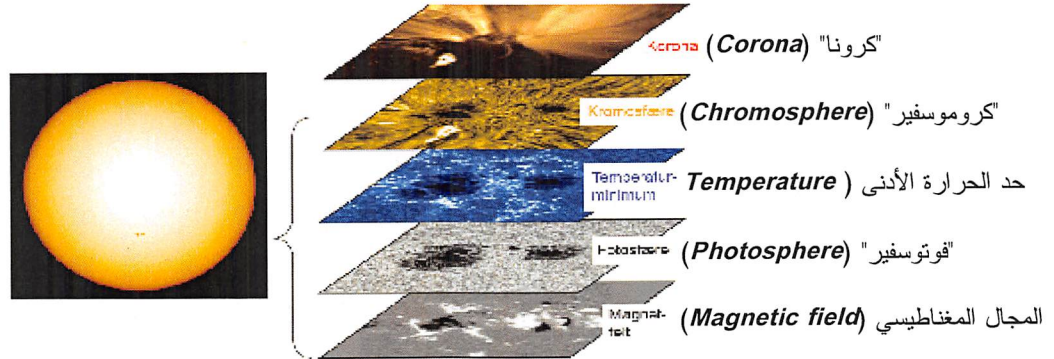 Korona (Corona) "كرونا"
Kromosfære (Chromosphere) "كروموسفير"
Temperatur-
minimum
حد الحرارة الأدنى ( Temperature
Fotosfære (Photosphere) "فوتوسفير"
Magnet-
felt
المجال المغناطيسي (Magnetic field)